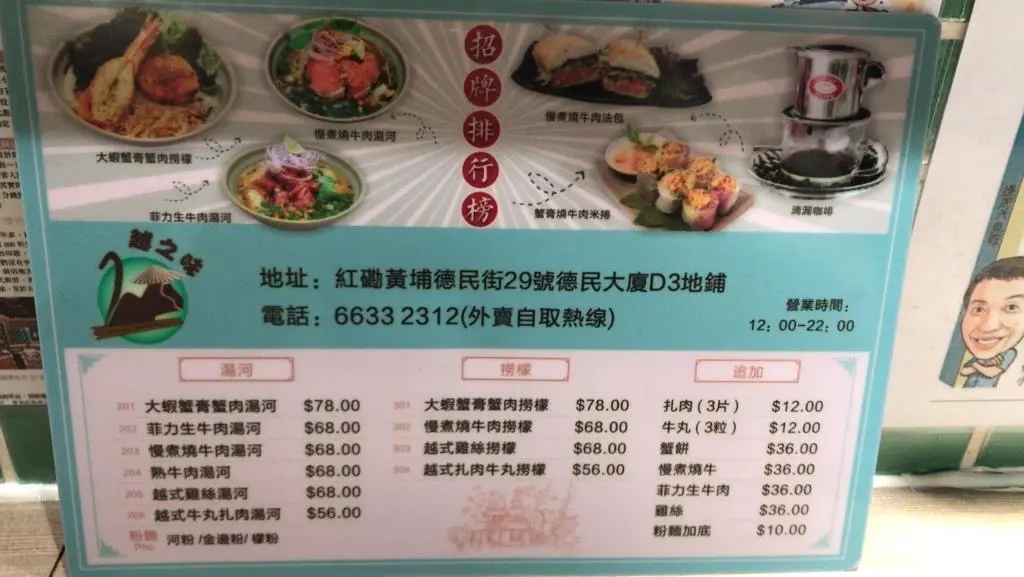 招牌排行榜
大蝦蟹膏蟹肉撈檬
慢煮燒牛肉湯河
菲力生牛肉湯河
慢煮燒牛肉法包
蟹膏燒牛肉米捲
滴漏咖啡
越之味
地址：紅磡黃埔德民街29號德民大廈D3地鋪
電話：6633 2312(外賣自取熱線)
營業時間：
12：00-22：00
湯河
201 大蝦蟹膏蟹肉湯河 $78.00
202 菲力生牛肉湯河 $68.00
203 慢煮燒牛肉湯河 $68.00
204 熟牛肉湯河 $68.00
205 越式雞絲湯河 $68.00
206 越式牛丸扎肉湯河 $56.00
粉麵 Pho 河粉 /金邊粉/ 檬粉
撈檬
301 大蝦蟹膏蟹肉撈檬 $78.00
302 慢煮燒牛肉撈檬 $68.00
303 越式雞絲撈檬 $68.00
304 越式扎肉牛丸撈檬 $56.00
追加
扎肉（3片） $12.00
牛丸（3粒） $12.00
蟹餅 $36.00
慢煮燒牛 $36.00
菲力生牛肉 $36.00
雞絲 $36.00
粉麵加底 $10.00